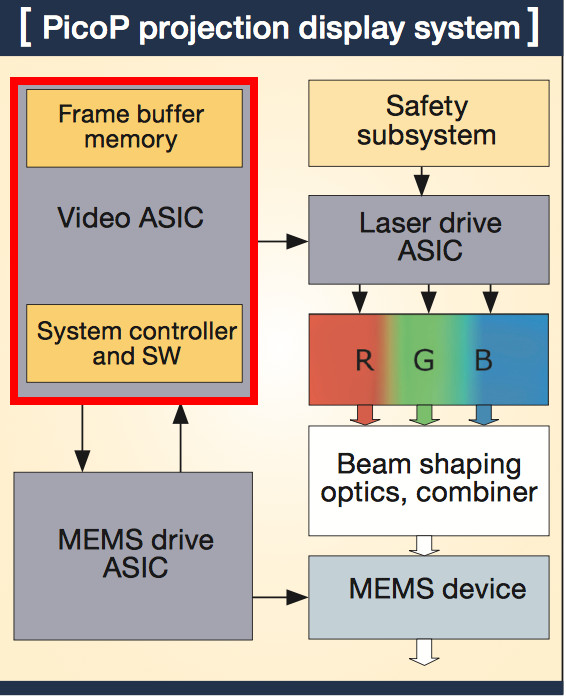 [ PicoP projection display system ]
Frame buffer
memory
Video ASIC
System controller
and SW
MEMS drive
ASIC
Safety
subsystem
Laser drive
ASIC
R G B
Beam shaping
optics, combiner
MEMS device